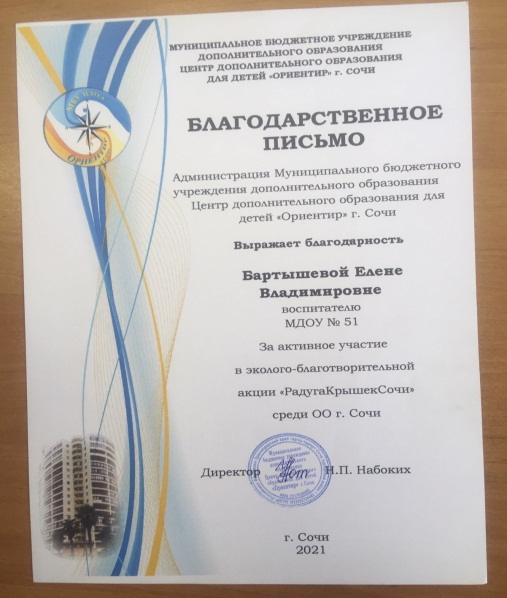 МУНИЦИПАЛЬНОЕ БЮДЖЕТНОЕ УЧРЕЖДЕНИЕ
ДОПОЛНИТЕЛЬНОГО ОБРАЗОВАНИЯ
ЦЕНТР ДОПОЛНИТЕЛЬНОГО ОБРАЗОВАНИЯ
ДЛЯ ДЕТЕЙ «ОРИЕНТИР» г. СОЧИ
ОРИЕНТИР
БЛАГОДАРСТВЕННОЕ
ПИСЬМО
Администрация Муниципального бюджетного
учреждения дополнительного образования
Центр дополнительного образования для
детей «Ориентир» г. Сочи
Выражает благодарность
Бартышевой Елене
Владимировне
воспитателю
МДОУ № 51
За активное участие
в эколого-благотворительной
акции «РадугаКрышекСочи»
среди ОО г. Сочи
Директор Н.П. Набоких
г. Сочи
2021